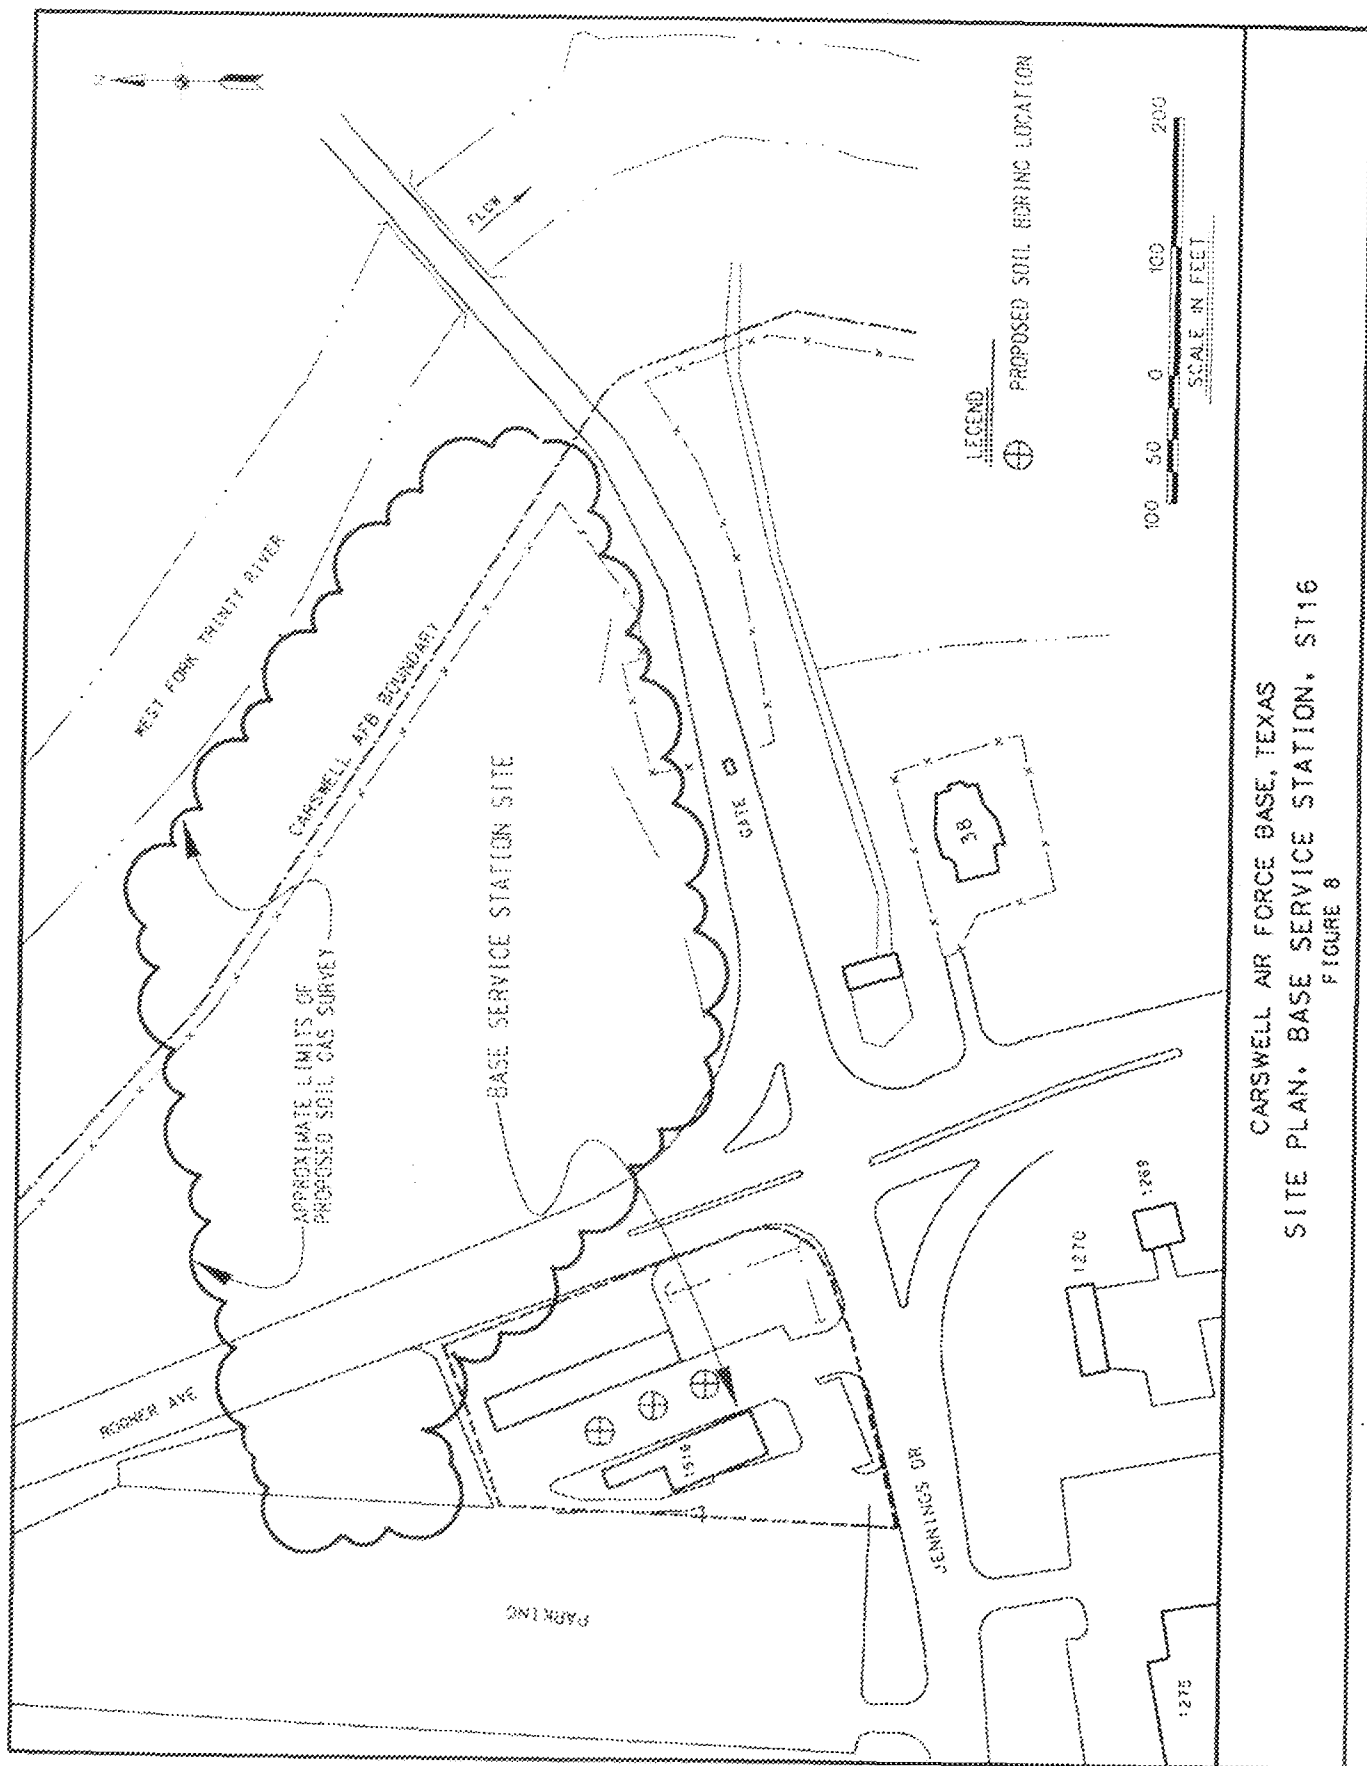 N
WEST FORK TRINITY RIVER
FLOW
CARSWELL AFB BOUNDARY
APPROXIMATE LIMITS OF
PROPOSED SOIL GAS SURVEY
BASE SERVICE STATION SITE
GATE
38
ROARER AVE
1518
PARKING
JENNINGS DR
1270
1269
1275
LEGEND
PROPOSED SOIL BORING LOCATION
100 50 0 100 200
SCALE IN FEET
CARSWELL AIR FORCE BASE, TEXAS
SITE PLAN, BASE SERVICE STATION, ST16
FIGURE 8